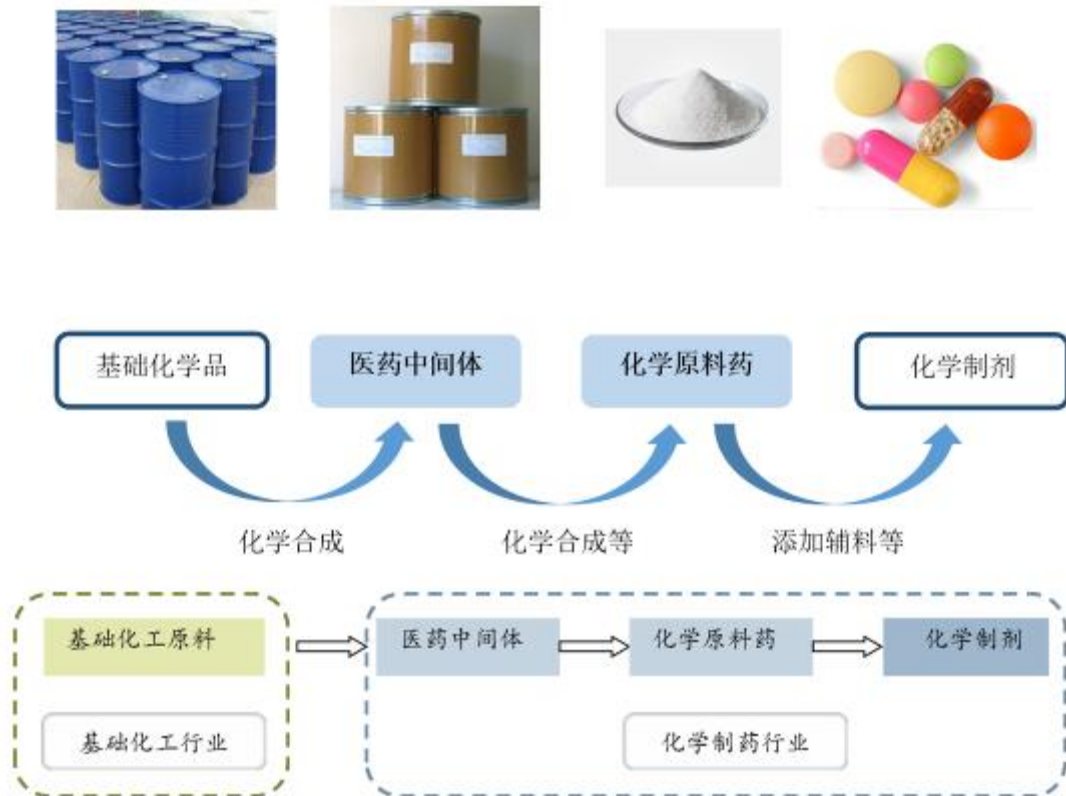 基础化学品
医药中间体
化学原料药
化学制剂
化学合成
化学合成等
添加辅料等
基础化工原料
医药中间体
化学原料药
化学制剂
基础化工行业
化学制药行业